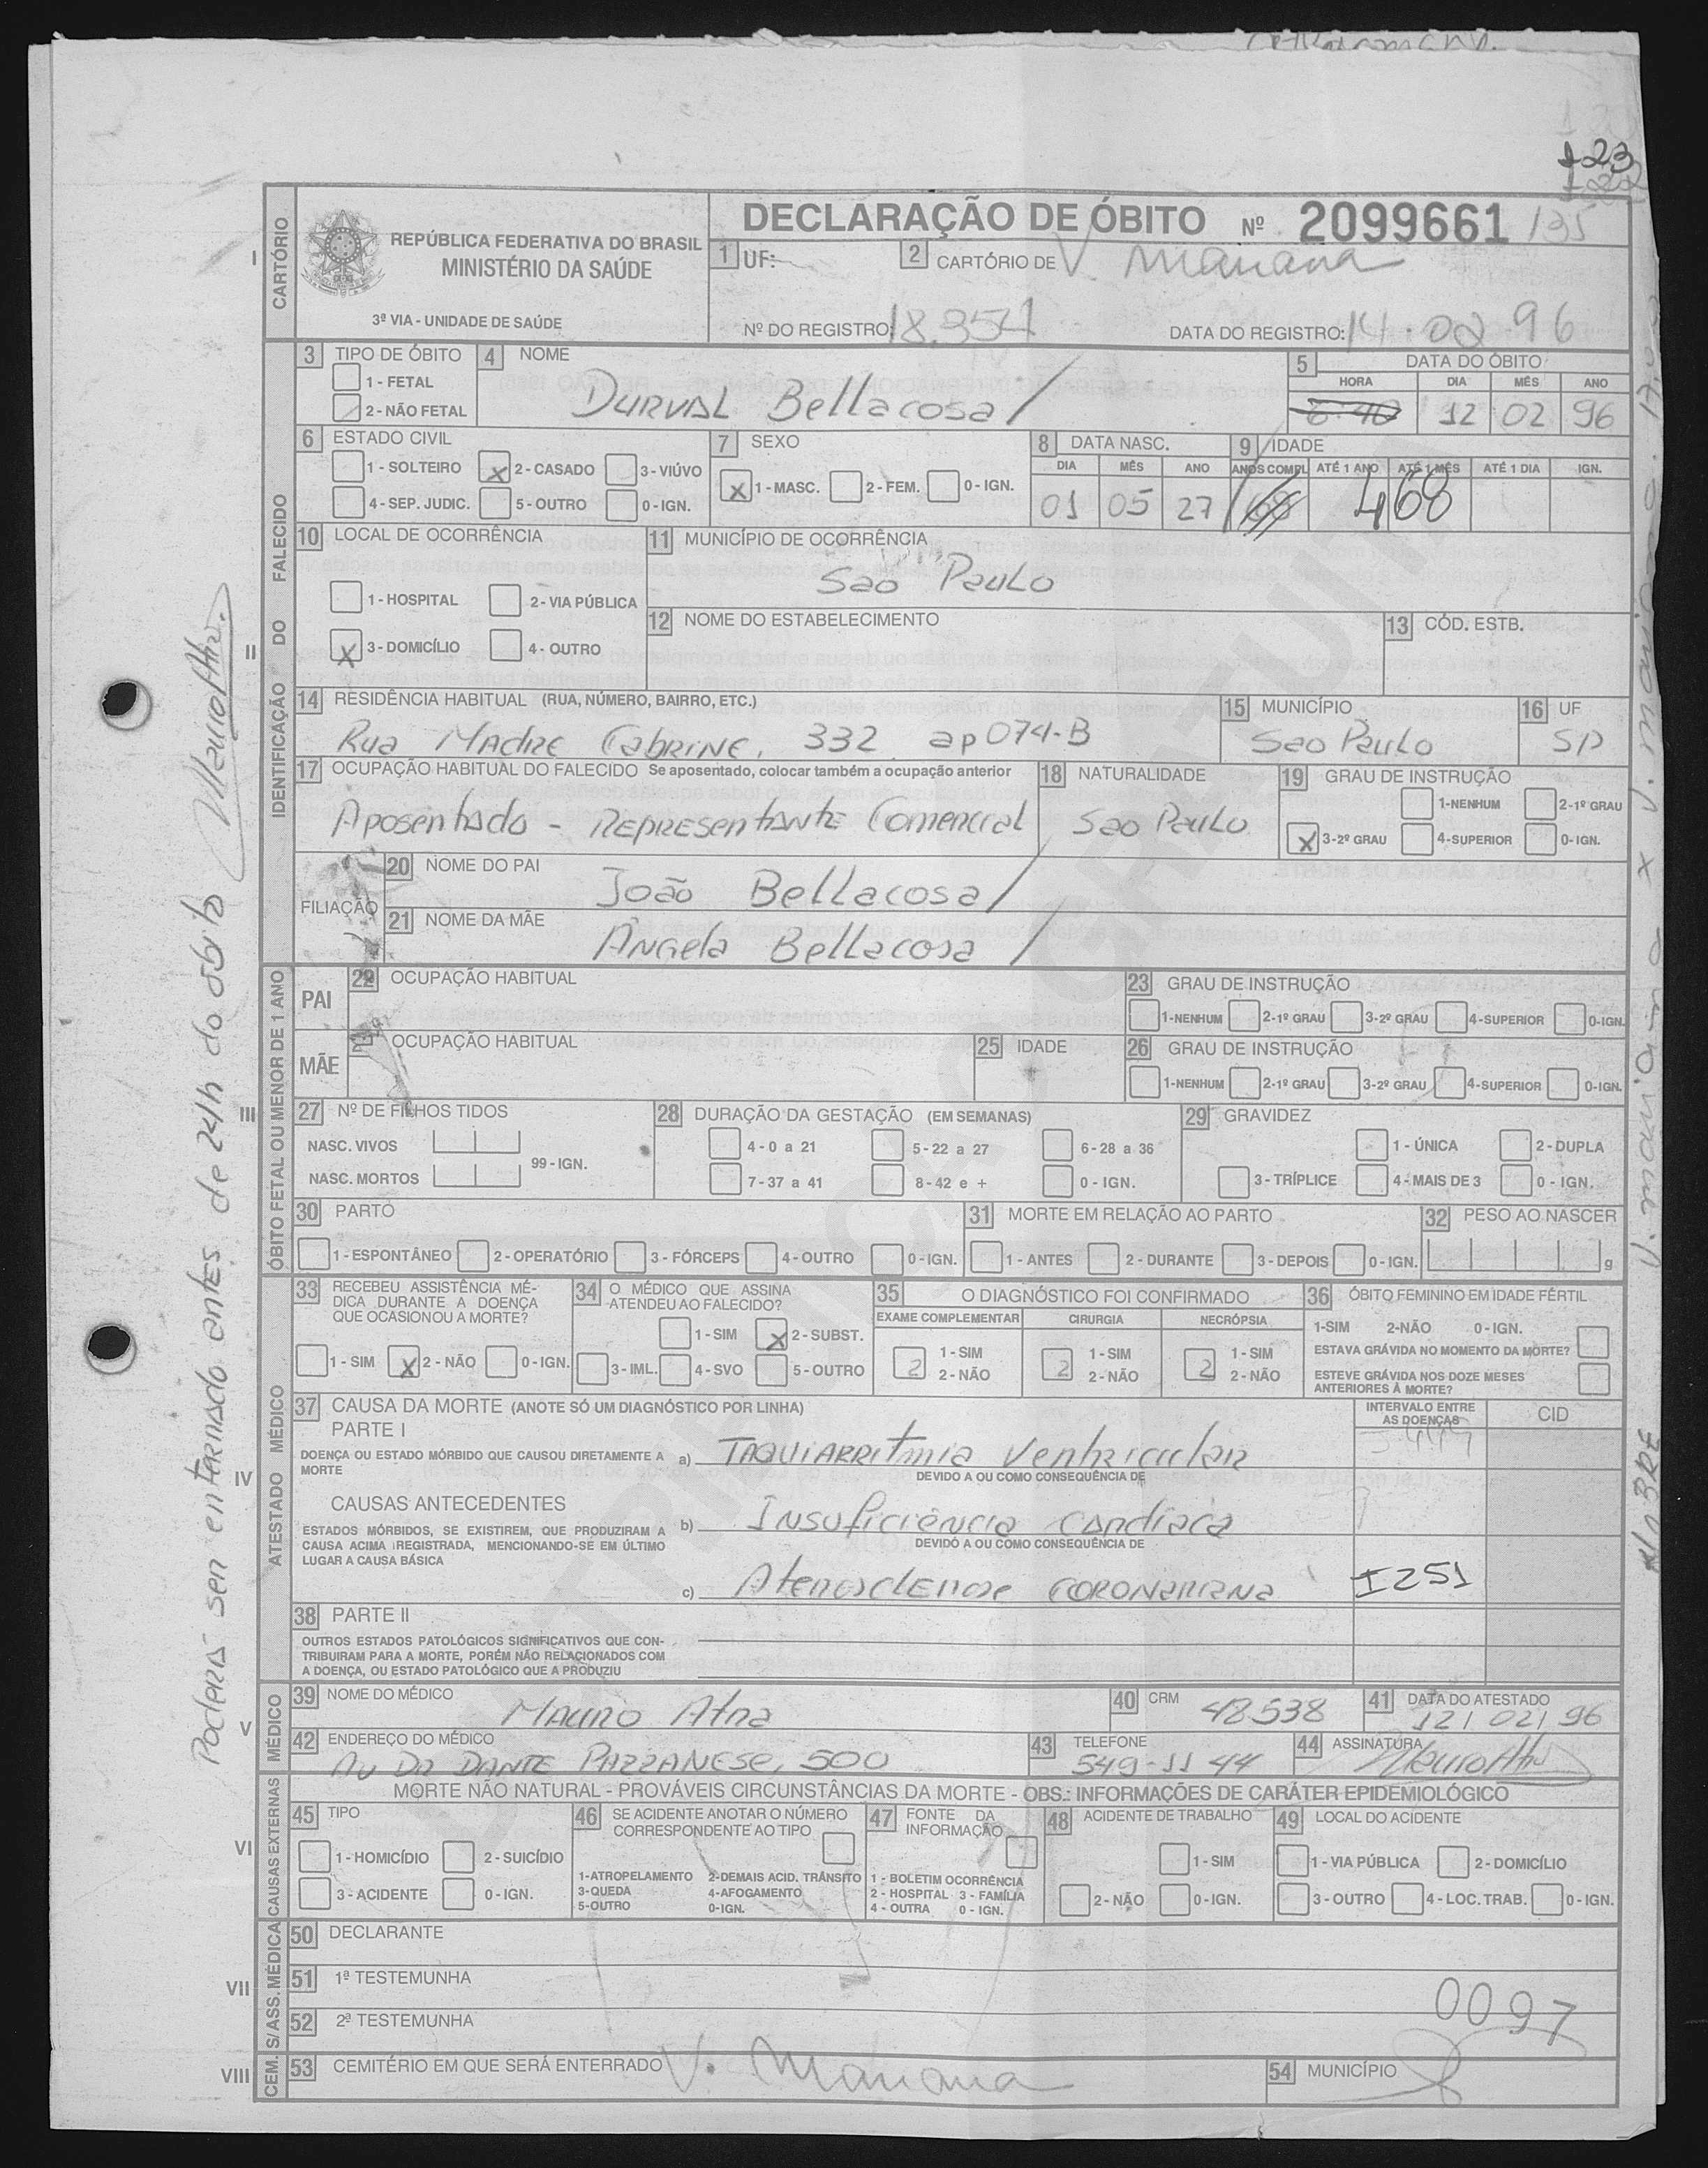 123
135
CARTÓRIO
I
REPÚBLICA FEDERATIVA DO BRASIL
MINISTÉRIO DA SAÚDE
3ª VIA - UNIDADE DE SAÚDE
DECLARAÇÃO DE ÓBITO Nº 2099661
1 UF:
2 CARTÓRIO DE V. Mariana
Nº DO REGISTRO: 18.954
DATA DO REGISTRO: 14.02.96
IDENTIFICAÇÃO DO FALECIDO
II
3 TIPO DE ÓBITO
1 - FETAL
2 - NÃO FETAL
4 NOME
DURVAL Bellacosa /
5 DATA DO ÓBITO
HORA DIA MÊS ANO
6:40 12 02 96
6 ESTADO CIVIL
1 - SOLTEIRO X 2 - CASADO 3 - VIÚVO
4 - SEP. JUDIC. 5 - OUTRO 0 - IGN.
7 SEXO
X 1 - MASC. 2 - FEM. 0 - IGN.
8 DATA NASC.
DIA MÊS ANO
01 05 27
9 IDADE
ANOS COMPL ATÉ 1 ANO ATÉ 1 MÊS ATÉ 1 DIA IGN.
68 468
10 LOCAL DE OCORRÊNCIA
1 - HOSPITAL 2 - VIA PÚBLICA
X 3 - DOMICÍLIO 4 - OUTRO
11 MUNICÍPIO DE OCORRÊNCIA
Sao Paulo
12 NOME DO ESTABELECIMENTO
13 CÓD. ESTB.
14 RESIDÊNCIA HABITUAL (RUA, NÚMERO, BAIRRO, ETC.)
Rua Madre Cabrine, 332 ap 074-B
15 MUNICÍPIO
Sao Paulo
16 UF
SP
17 OCUPAÇÃO HABITUAL DO FALECIDO Se aposentado, colocar também a ocupação anterior
Aposentado - Representante Comercial
18 NATURALIDADE
Sao Paulo
19 GRAU DE INSTRUÇÃO
1-NENHUM 2-1º GRAU
X 3-2º GRAU 4-SUPERIOR 0-IGN.
FILIAÇÃO
20 NOME DO PAI
João Bellacosa /
21 NOME DA MÃE
Ângela Bellacosa /
ÓBITO FETAL OU MENOR DE 1 ANO
III
PAI
22 OCUPAÇÃO HABITUAL
23 GRAU DE INSTRUÇÃO
1-NENHUM 2-1º GRAU 3-2º GRAU 4-SUPERIOR 0-IGN.
MÃE
OCUPAÇÃO HABITUAL
25 IDADE
26 GRAU DE INSTRUÇÃO
1-NENHUM 2-1º GRAU 3-2º GRAU 4-SUPERIOR 0-IGN.
27 Nº DE FILHOS TIDOS
NASC. VIVOS
NASC. MORTOS
99 - IGN.
28 DURAÇÃO DA GESTAÇÃO (EM SEMANAS)
4 - 0 a 21 5 - 22 a 27 6 - 28 a 36
7 - 37 a 41 8 - 42 e + 0 - IGN.
29 GRAVIDEZ
1 - ÚNICA 2 - DUPLA
3 - TRÍPLICE 4 - MAIS DE 3 0 - IGN.
30 PARTO
1 - ESPONTÂNEO 2 - OPERATÓRIO 3 - FÓRCEPS 4 - OUTRO 0 - IGN.
31 MORTE EM RELAÇÃO AO PARTO
1 - ANTES 2 - DURANTE 3 - DEPOIS 0 - IGN.
32 PESO AO NASCER
g
ATESTADO MÉDICO
IV
33 RECEBEU ASSISTÊNCIA MÉ-
DICA DURANTE A DOENÇA
QUE OCASIONOU A MORTE?
1 - SIM X 2 - NÃO 0 - IGN.
34 O MÉDICO QUE ASSINA
ATENDEU AO FALECIDO?
1 - SIM X 2 - SUBST.
3 - IML. 4 - SVO 5 - OUTRO
35 O DIAGNÓSTICO FOI CONFIRMADO
EXAME COMPLEMENTAR CIRURGIA NECRÓPSIA
2 1 - SIM 2 1 - SIM 2 1 - SIM
2 - NÃO 2 - NÃO 2 - NÃO
36 ÓBITO FEMININO EM IDADE FÉRTIL
1-SIM 2-NÃO 0 - IGN.
ESTAVA GRÁVIDA NO MOMENTO DA MORTE?
ESTEVE GRÁVIDA NOS DOZE MESES
ANTERIORES À MORTE?
37 CAUSA DA MORTE (ANOTE SÓ UM DIAGNÓSTICO POR LINHA)
INTERVALO ENTRE
AS DOENÇAS
CID
PARTE I
DOENÇA OU ESTADO MÓRBIDO QUE CAUSOU DIRETAMENTE A
MORTE
a) Taquiarritmia Ventricular
DEVIDO A OU COMO CONSEQUÊNCIA DE
CAUSAS ANTECEDENTES
ESTADOS MÓRBIDOS, SE EXISTIREM, QUE PRODUZIRAM A
CAUSA ACIMA REGISTRADA, MENCIONANDO-SE EM ÚLTIMO
LUGAR A CAUSA BÁSICA
b) Insuficiência Cardíaca
DEVIDO A OU COMO CONSEQUÊNCIA DE
c) Aterosclerose Coronariana
I251
38 PARTE II
OUTROS ESTADOS PATOLÓGICOS SIGNIFICATIVOS QUE CON-
TRIBUIRAM PARA A MORTE, PORÉM NÃO RELACIONADOS COM
A DOENÇA, OU ESTADO PATOLÓGICO QUE A PRODUZIU
MÉDICO
V
39 NOME DO MÉDICO
Mauro Atra
40 CRM
48538
41 DATA DO ATESTADO
12 / 02 / 96
42 ENDEREÇO DO MÉDICO
Av Dr Dante Pazzanese, 500
43 TELEFONE
549-1144
44 ASSINATURA
Mauro Atra
CAUSAS EXTERNAS
VI
MORTE NÃO NATURAL - PROVÁVEIS CIRCUNSTÂNCIAS DA MORTE - OBS.: INFORMAÇÕES DE CARÁTER EPIDEMIOLÓGICO
45 TIPO
1 - HOMICÍDIO 2 - SUICÍDIO
3 - ACIDENTE 0 - IGN.
46 SE ACIDENTE ANOTAR O NÚMERO
CORRESPONDENTE AO TIPO
1-ATROPELAMENTO 2-DEMAIS ACID. TRÂNSITO
3-QUEDA 4-AFOGAMENTO
5-OUTRO 0-IGN.
47 FONTE DA
INFORMAÇÃO
1 - BOLETIM OCORRÊNCIA
2 - HOSPITAL 3 - FAMÍLIA
4 - OUTRA 0 - IGN.
48 ACIDENTE DE TRABALHO
1 - SIM
2 - NÃO 0 - IGN.
49 LOCAL DO ACIDENTE
1 - VIA PÚBLICA 2 - DOMICÍLIO
3 - OUTRO 4 - LOC. TRAB. 0 - IGN.
S/ ASS. MÉDICA
VII
50 DECLARANTE
51 1ª TESTEMUNHA
52 2ª TESTEMUNHA
0097
CEM.
VIII
53 CEMITÉRIO EM QUE SERÁ ENTERRADO V. Mariana
54 MUNICÍPIO
Poderá ser enterrado antes de 24h do óbito Mauro Atra.